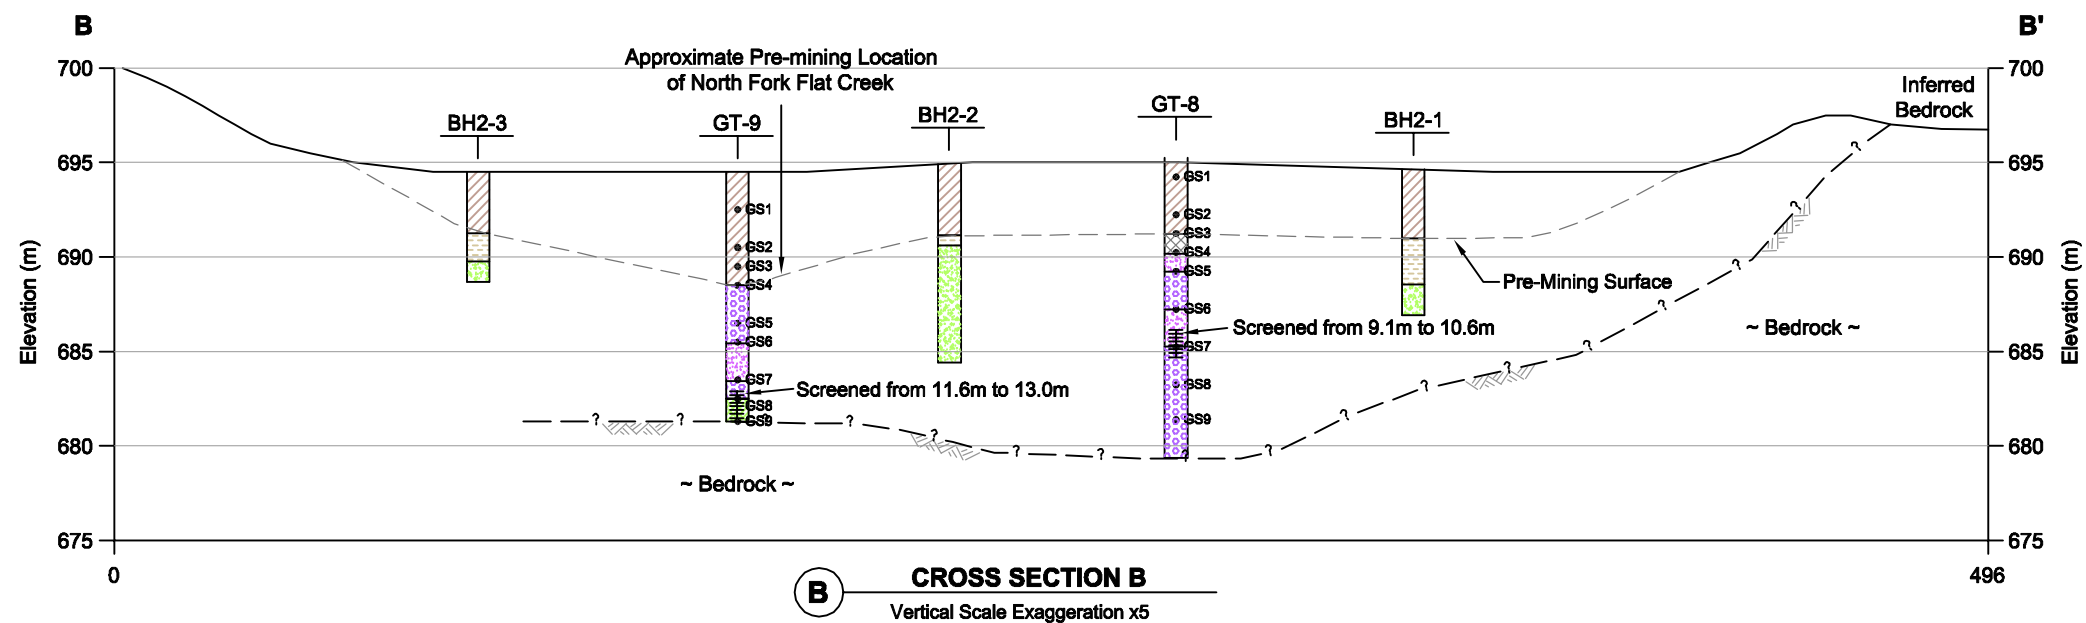 B
B'
Approximate Pre-mining Location
of North Fork Flat Creek
700
700
Inferred
Bedrock
BH2-3
GT-9
BH2-2
GT-8
BH2-1
695
695
GS1
GS2
GS3
GS4
GS5
GS6
GS7
GS8
GS9
GS1
GS2
GS3
GS4
GS5
GS6
GS7
GS8
GS9
690
690
Pre-Mining Surface
Screened from 9.1m to 10.6m
~ Bedrock ~
Elevation (m)
Elevation (m)
685
685
Screened from 11.6m to 13.0m
? ? ? ? ? ? ? ? ? ? ? ? ? ? ? ? ?
680
680
~ Bedrock ~
675
675
0
496
B
CROSS SECTION B
Vertical Scale Exaggeration x5